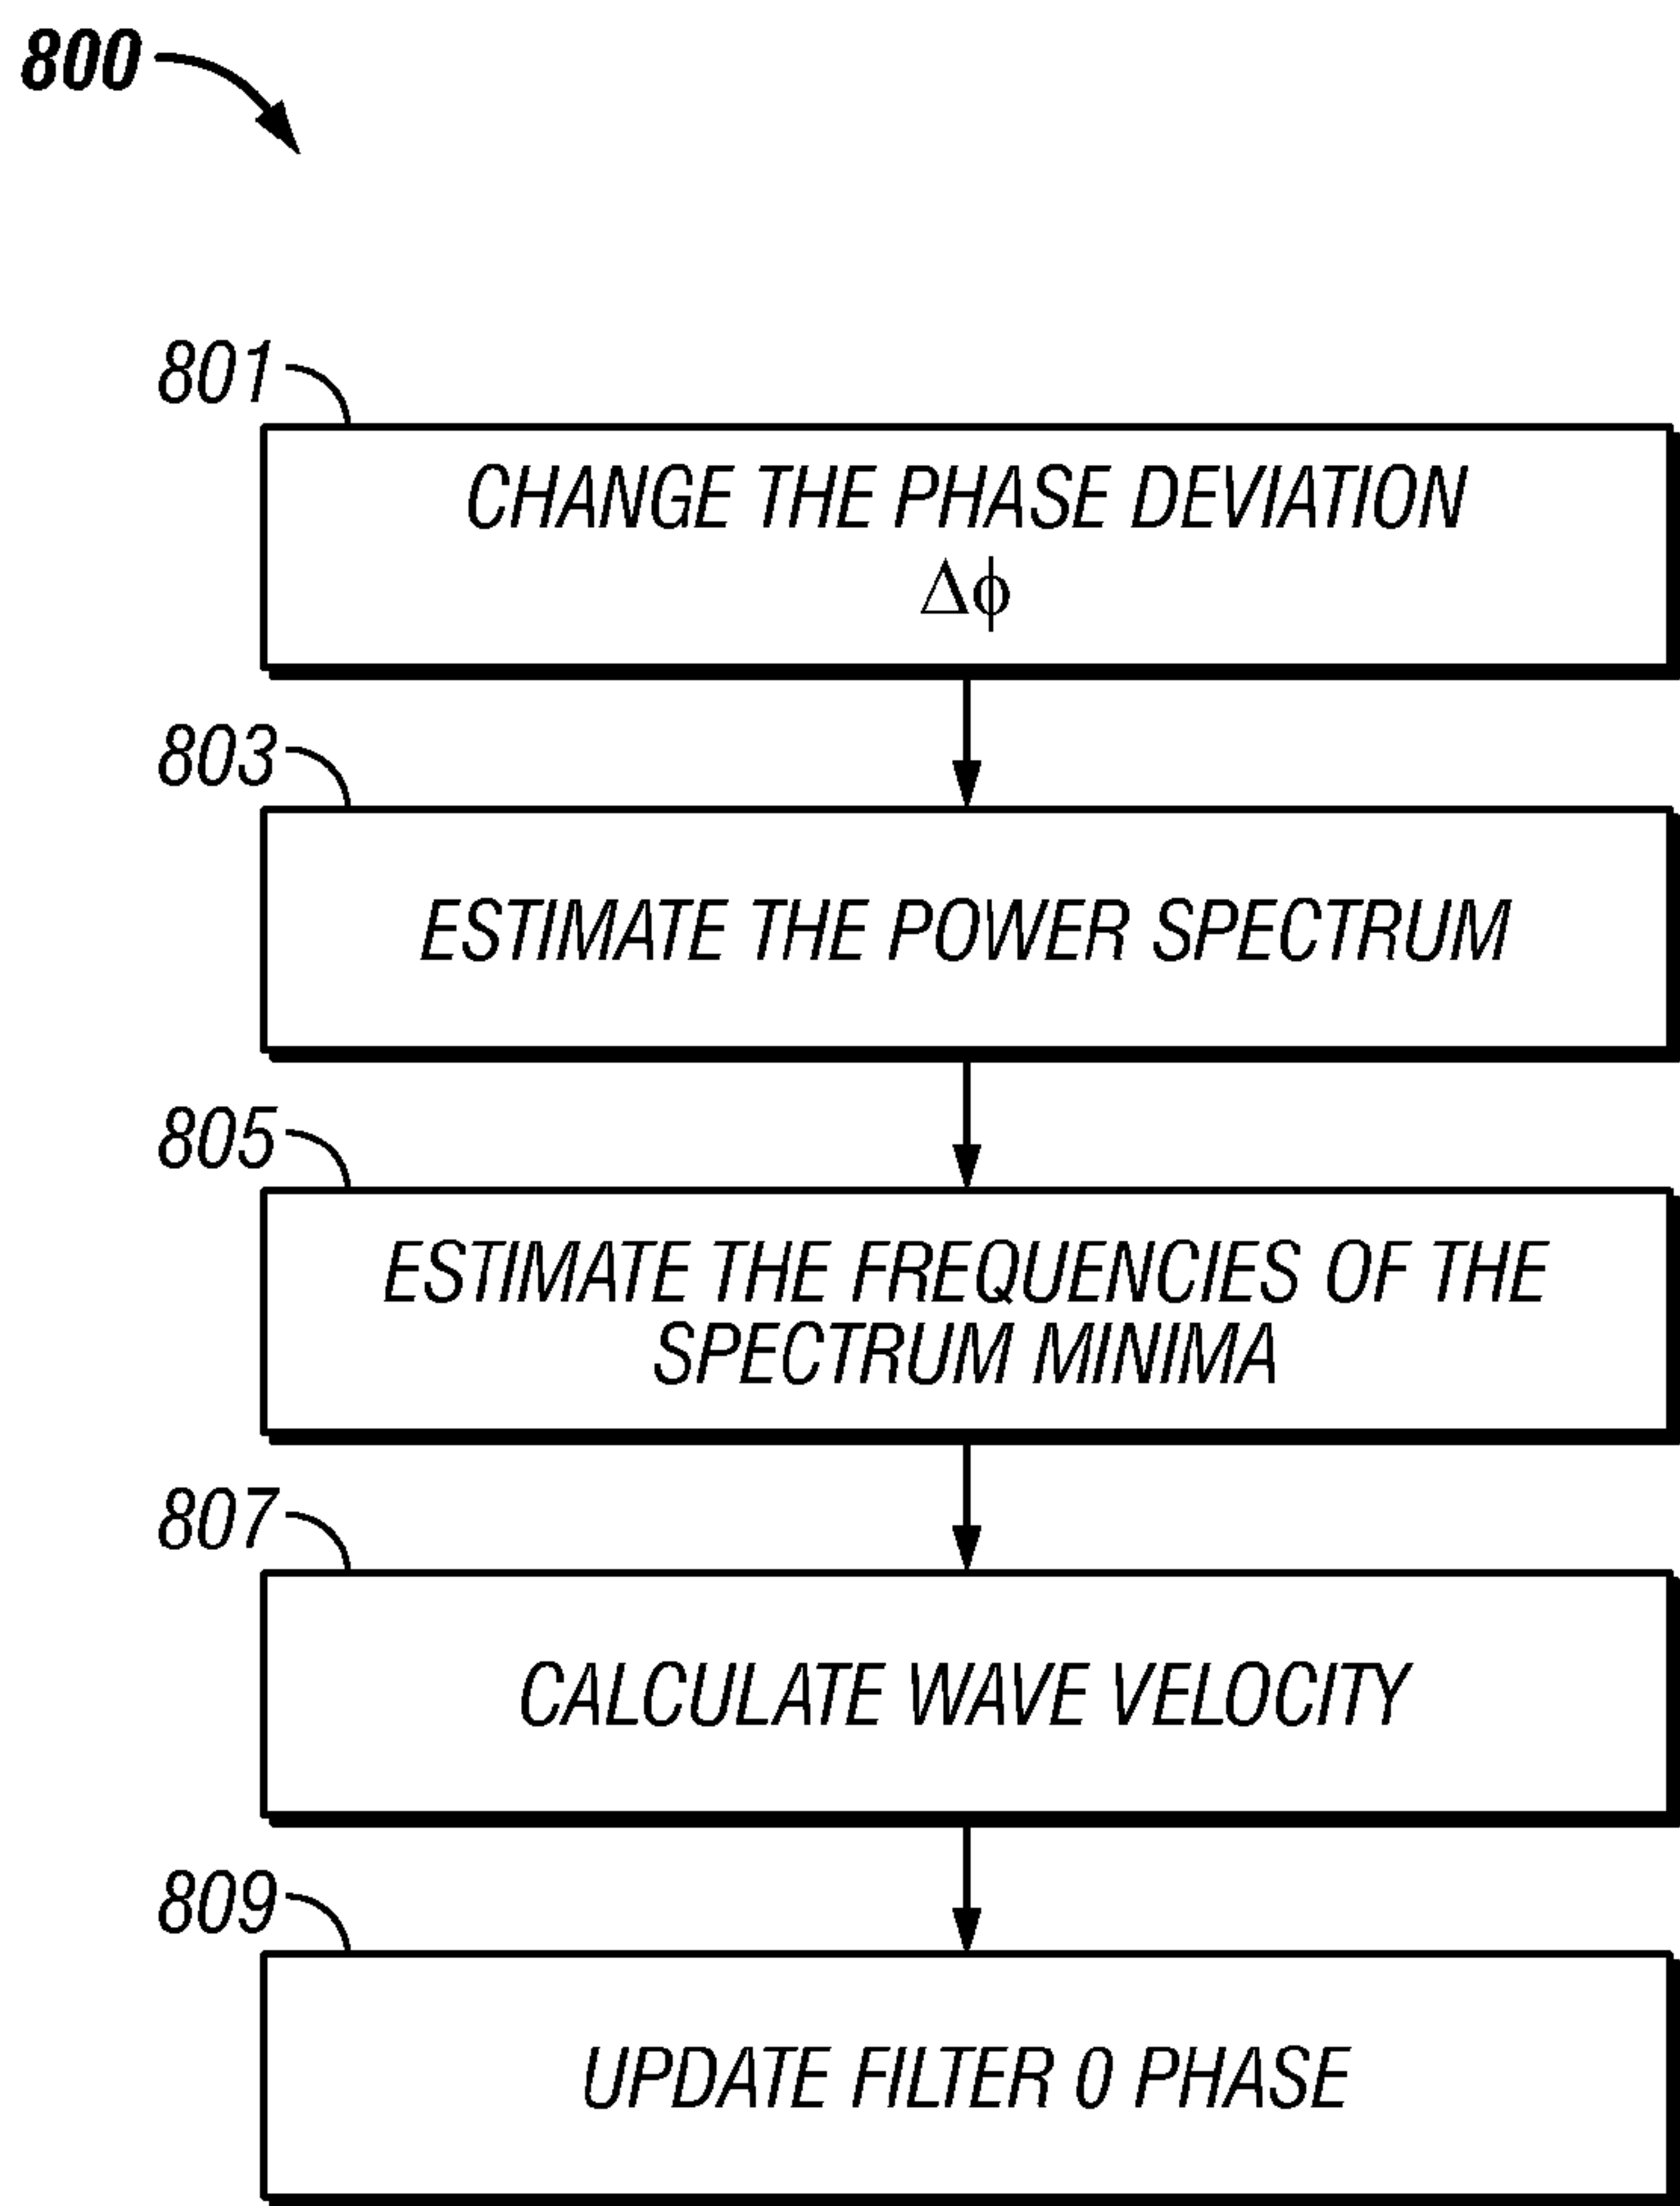 800
801
CHANGE THE PHASE DEVIATION
Δϕ
803
ESTIMATE THE POWER SPECTRUM
805
ESTIMATE THE FREQUENCIES OF THE
SPECTRUM MINIMA
807
CALCULATE WAVE VELOCITY
809
UPDATE FILTER 0 PHASE